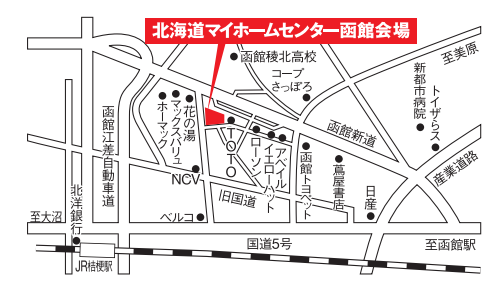 北海道マイホームセンター函館会場
函館稜北高校
コープ
さっぽろ
至美原
新都市病院
トイザらス
函館新道
産業道路
花の湯
マックスバリュ
ホーマック
TOTO
アベイル
イエローハット
ローソン
函館トヨペット
蔦屋書店
日産
函館江差自動車道
NCV
旧国道
ベルコ
北洋銀行
至大沼
国道5号
至函館駅
JR桔梗駅